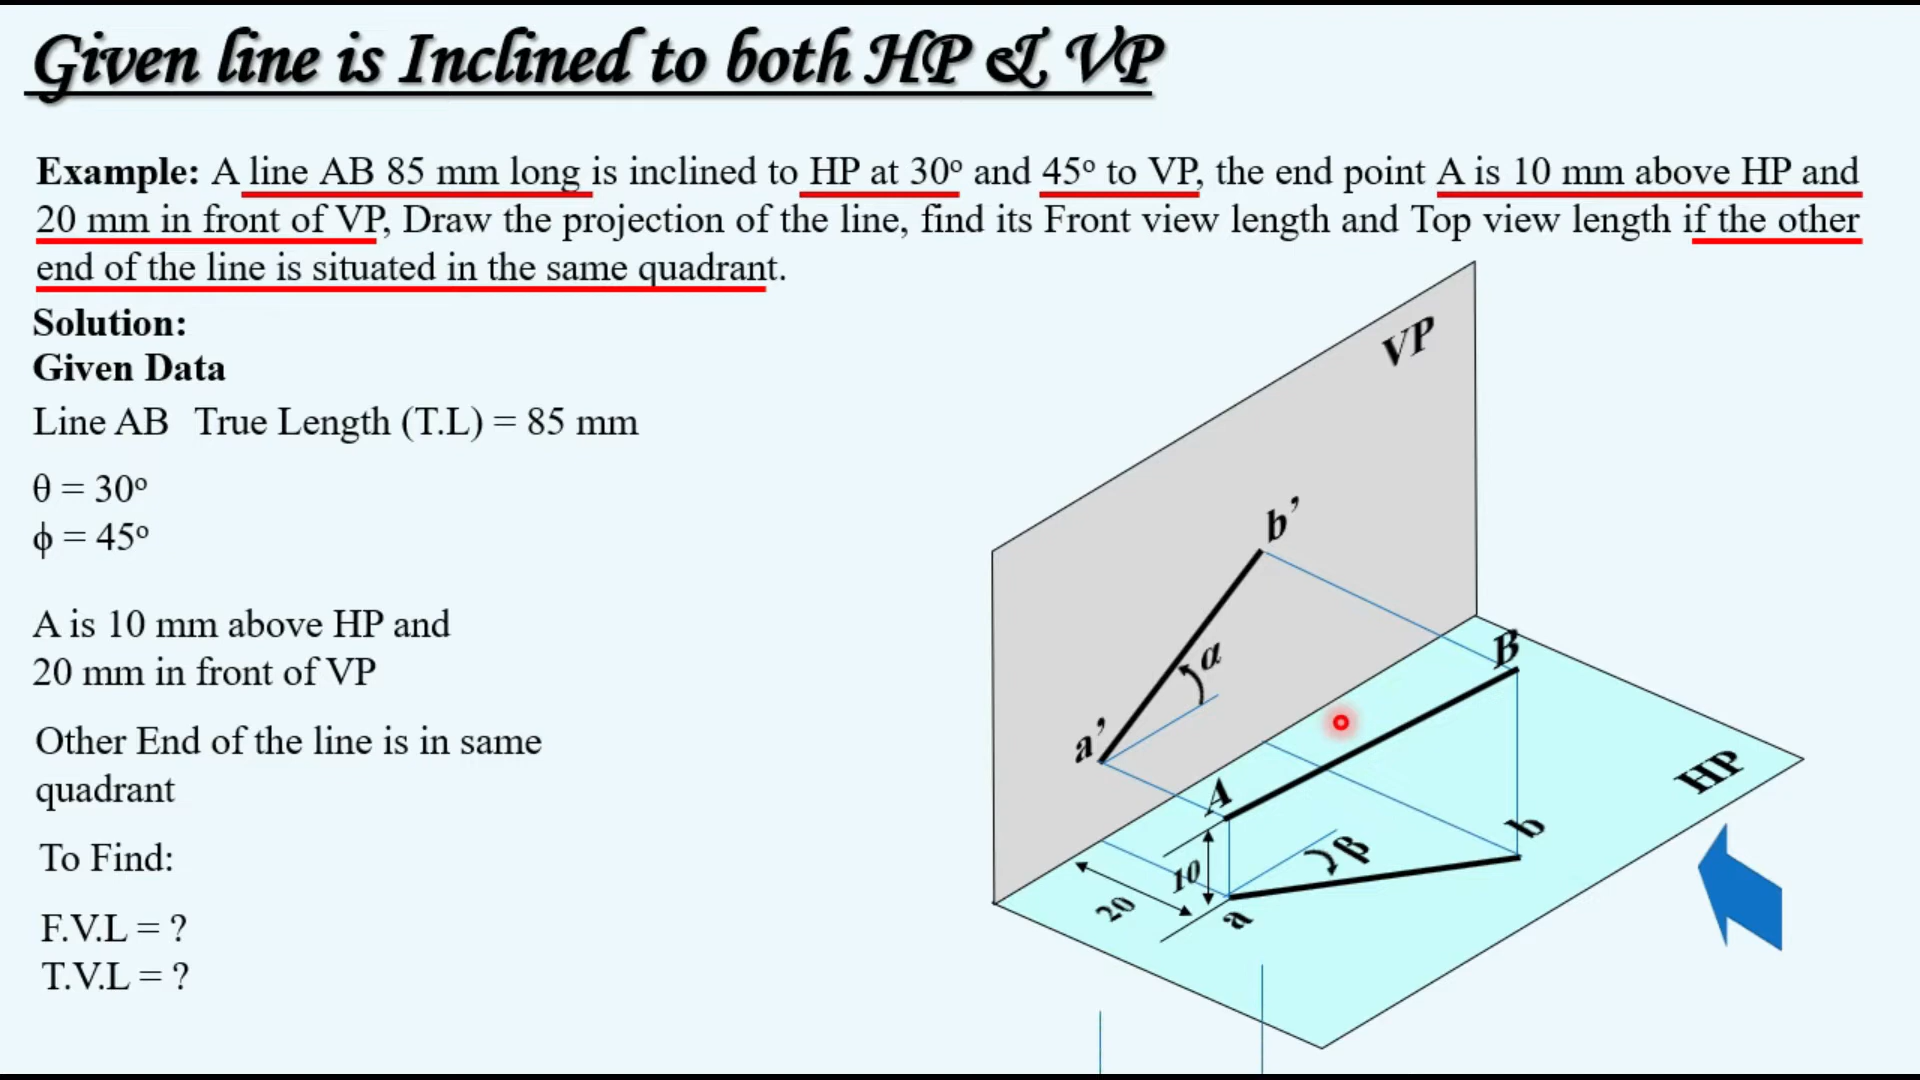 Given line is Inclined to both HP & VP
Example: A line AB 85 mm long is inclined to HP at 30º and 45º to VP, the end point A is 10 mm above HP and
20 mm in front of VP, Draw the projection of the line, find its Front view length and Top view length if the other
end of the line is situated in the same quadrant.
Solution:
Given Data
Line AB True Length (T.L) = 85 mm
θ = 30º
ϕ = 45º
A is 10 mm above HP and
20 mm in front of VP
Other End of the line is in same
quadrant
To Find:
F.V.L = ?
T.V.L = ?
VP
b’
α
a’
B
A
HP
b
β
10
20
a